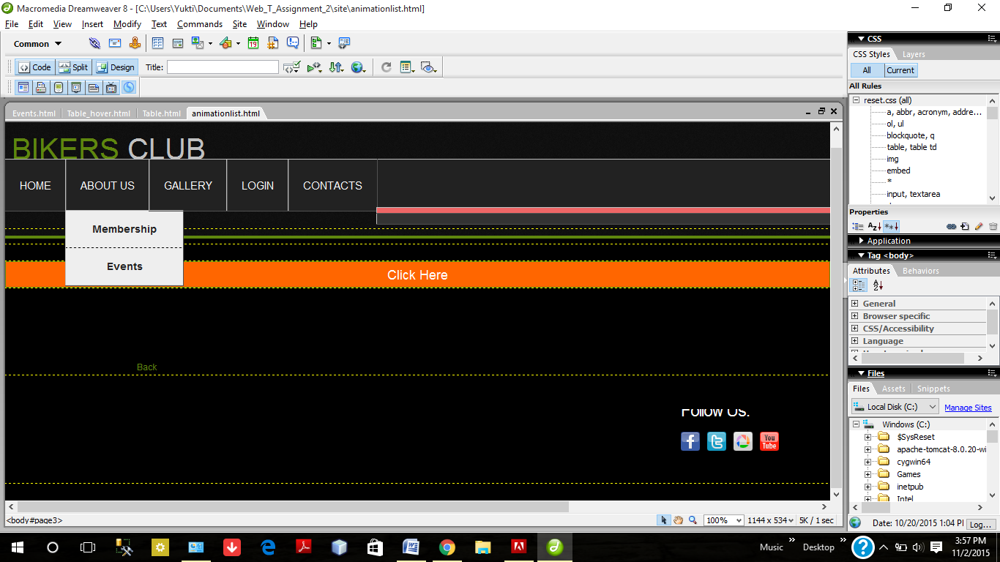 Macromedia Dreamweaver 8 - [C:\Users\Yukti\Documents\Web_T_Assignment_2\site\animationlist.html]
File Edit View Insert Modify Text Commands Site Window Help
Common
Code Split Design Title:
Events.html Table_hover.html Table.html animationlist.html
BIKERS CLUB
HOME ABOUT US GALLERY LOGIN CONTACTS
Membership
Events
Click Here
Back
Follow Us:
You
Tube
<body#page3>
100% 1144 x 534 5K / 1 sec
CSS
CSS Styles Layers
All Current
All Rules
reset.css (all)
a, abbr, acronym, addre...
ol, ul
blockquote, q
table, table td
img
embed
*
input, textarea
Properties
Application
Tag <body>
Attributes Behaviors
General
Browser specific
CSS/Accessibility
Language
Files
Files Assets Snippets
Local Disk (C:) Manage Sites
Windows (C:)
$SysReset
apache-tomcat-8.0.20-wi
cygwin64
Games
inetpub
Intel
Date: 10/20/2015 1:04 PI Log...
Music Desktop
3:57 PM
11/2/2015